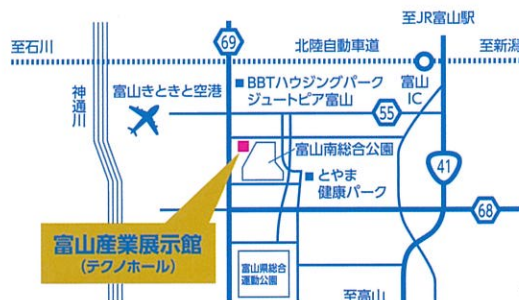 至JR富山駅
至石川
69
北陸自動車道
至新潟
神通川
富山きときと空港
■BBTハウジングパーク
ジュートピア富山
富山
IC
55
富山南総合公園
■とやま
健康パーク
41
68
富山産業展示館
(テクノホール)
富山県総合
運動公園
至高山